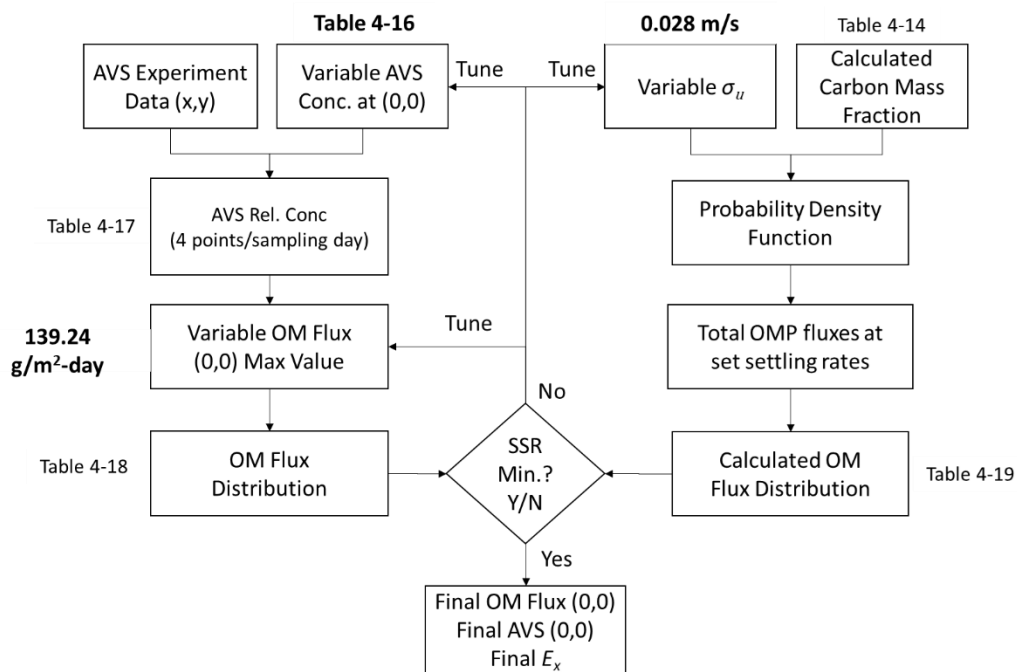 Table 4-16
0.028 m/s
Table 4-14
AVS Experiment
Data (x,y)
Variable AVS
Conc. at (0,0)
Tune
Tune
Variable σu
Calculated
Carbon Mass
Fraction
Table 4-17
AVS Rel. Conc
(4 points/sampling day)
Probability Density
Function
139.24
g/m²-day
Variable OM Flux
(0,0) Max Value
Tune
Total OMP fluxes at
set settling rates
No
Table 4-18
OM Flux
Distribution
SSR
Min.?
Y/N
Calculated OM
Flux Distribution
Table 4-19
Yes
Final OM Flux (0,0)
Final AVS (0,0)
Final Ex